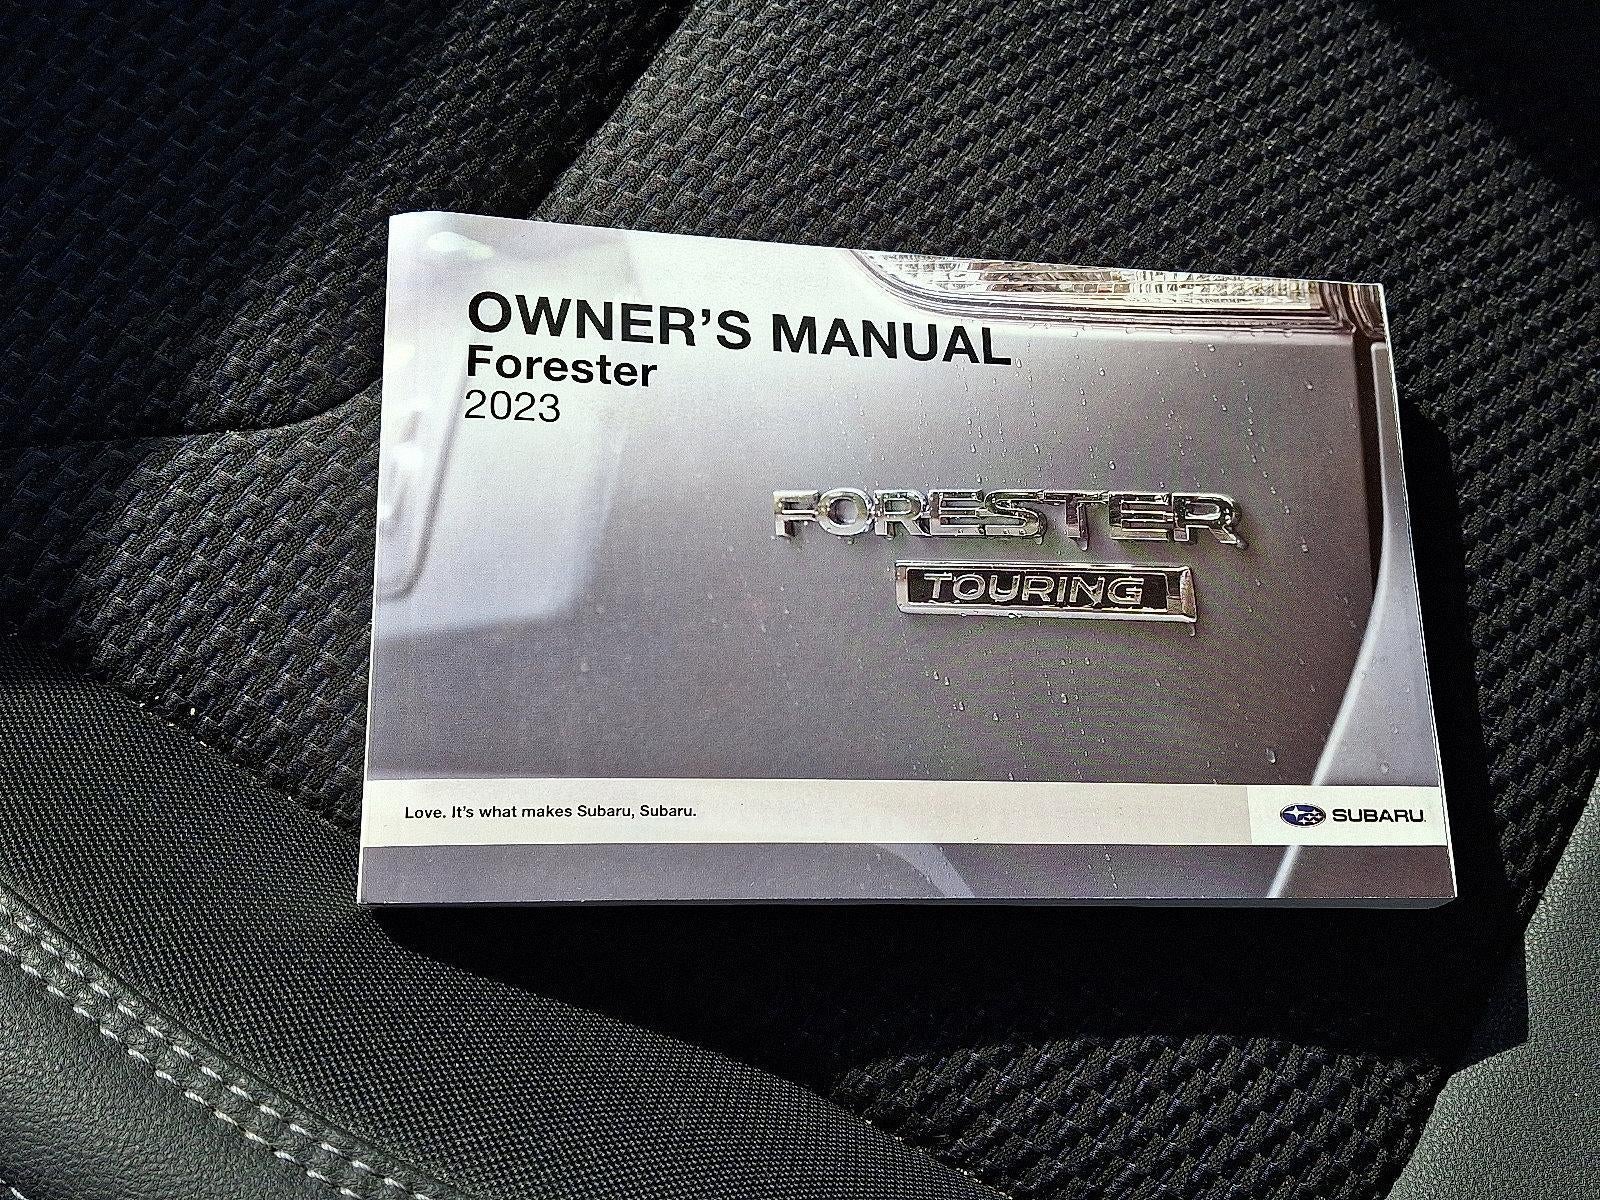 OWNER'S MANUAL
Forester
2023
FORESTER
TOURING
Love. It's what makes Subaru, Subaru.
SUBARU